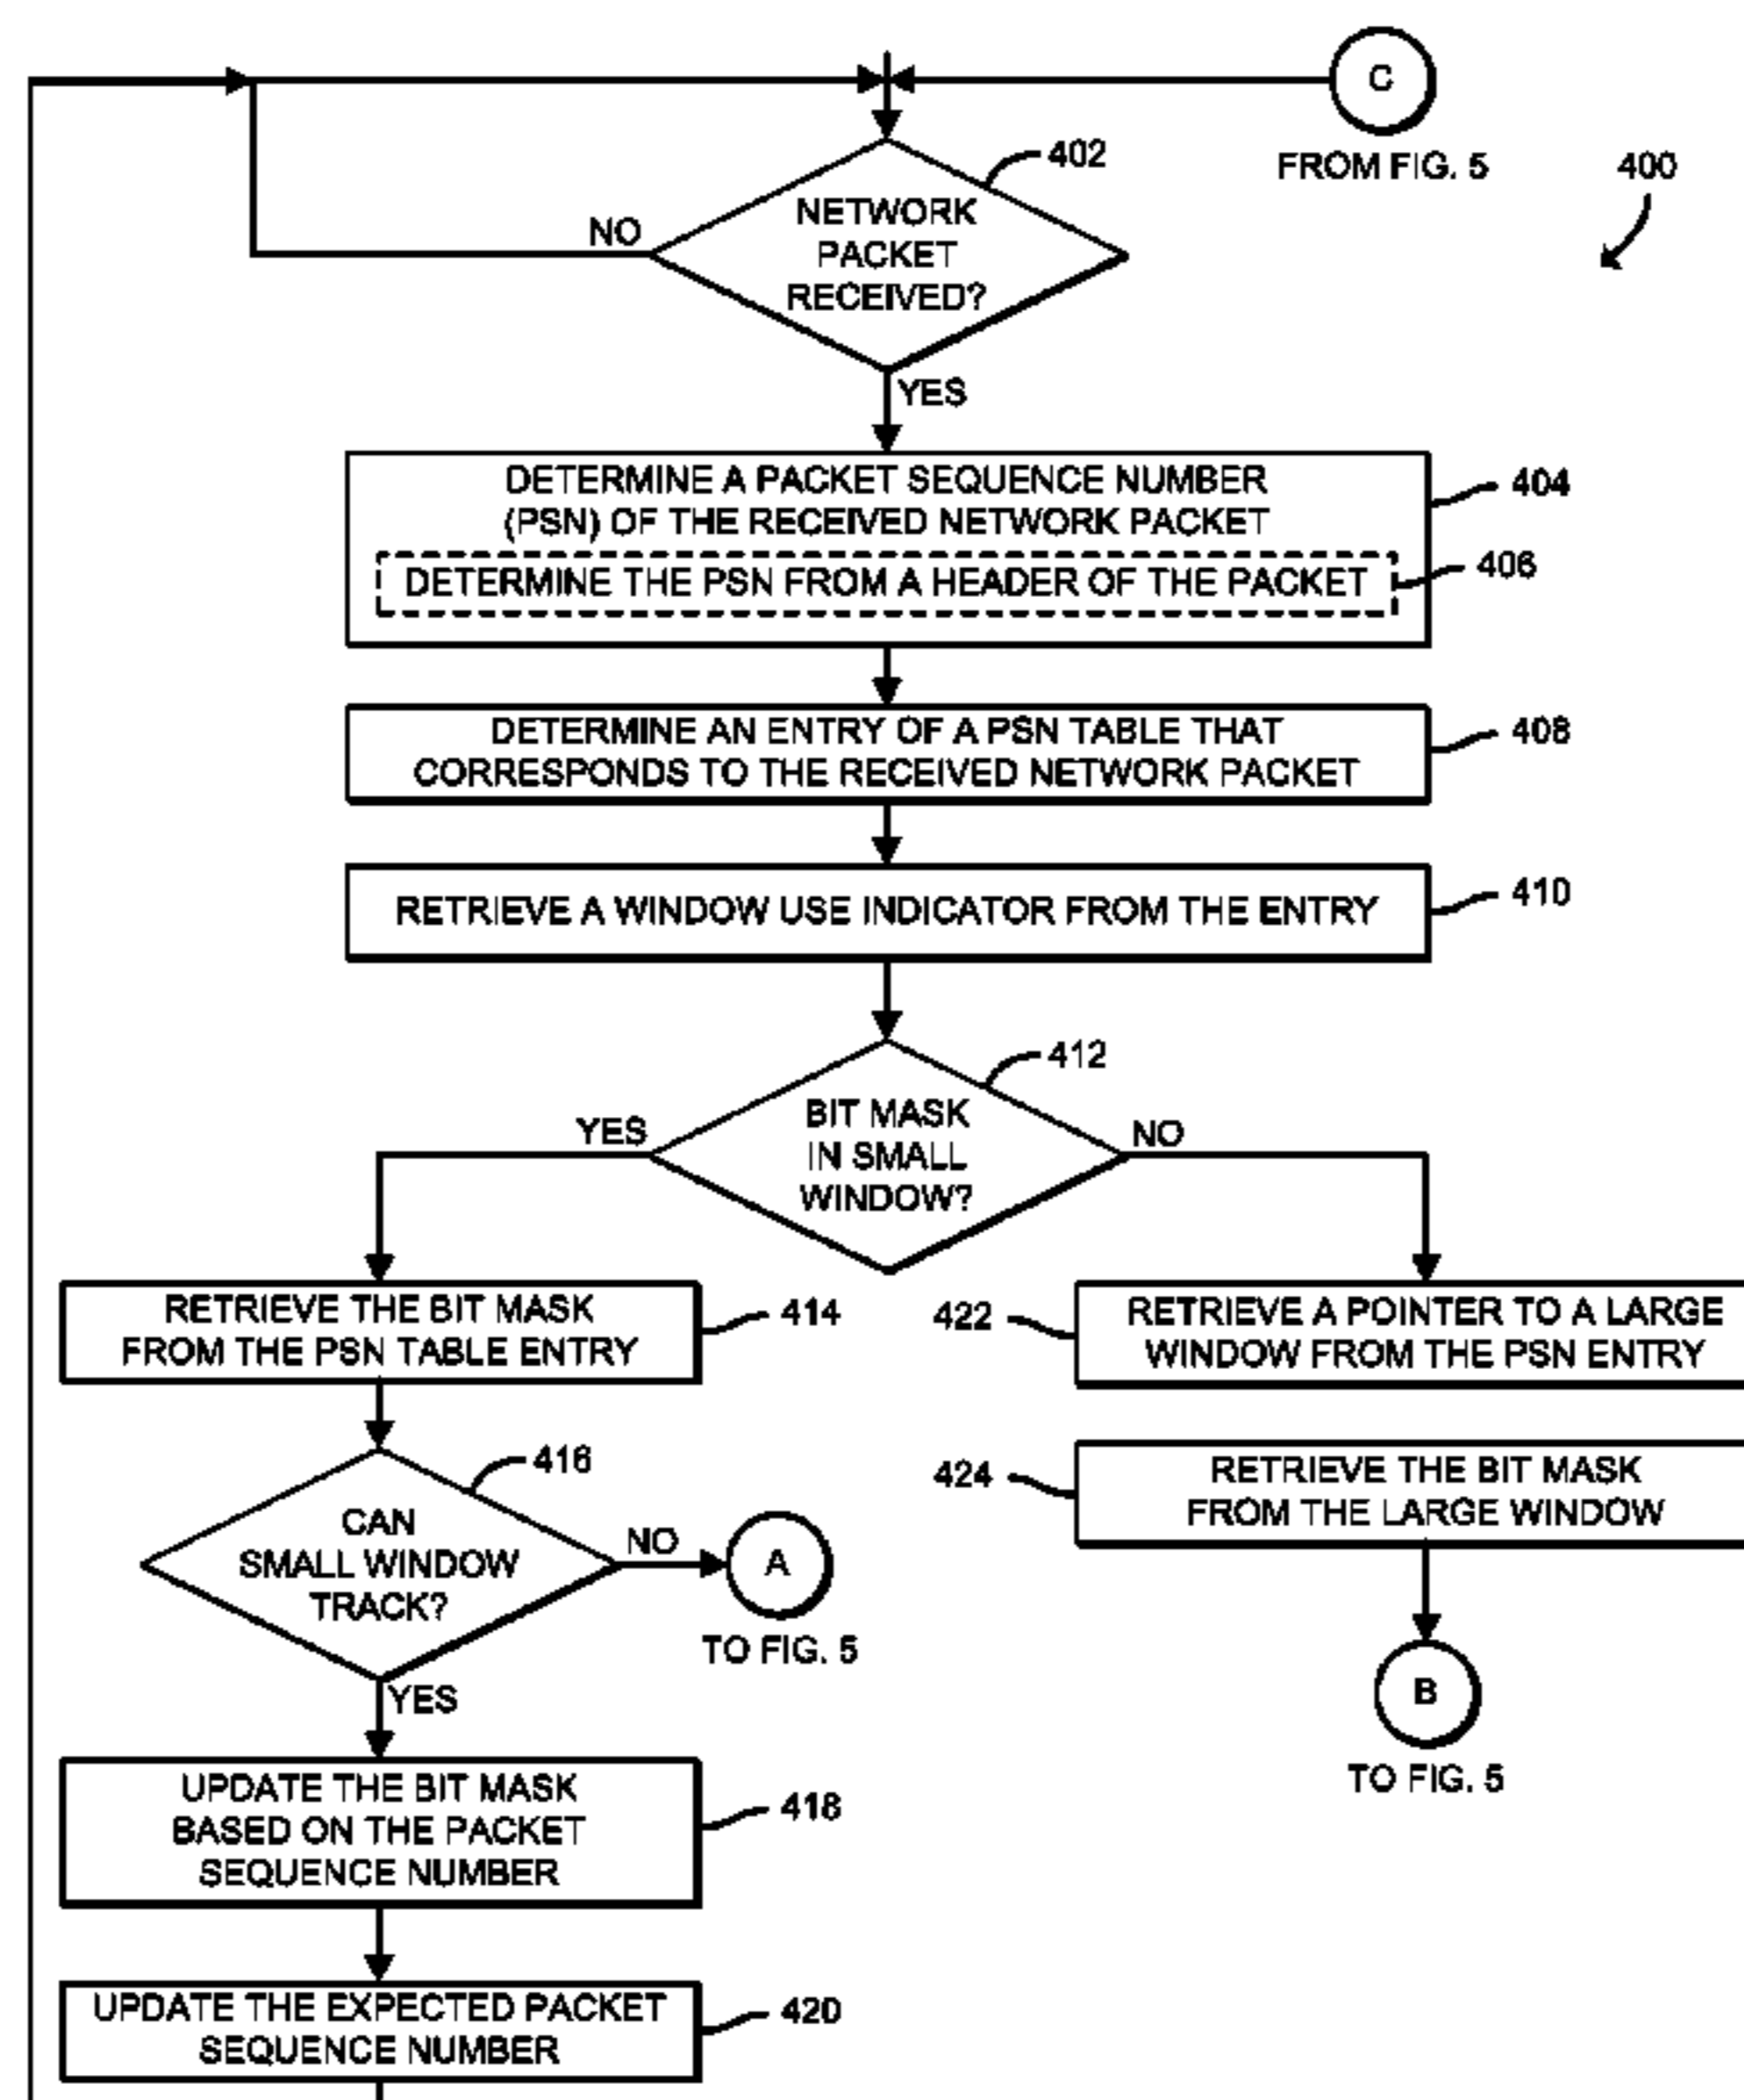 C
FROM FIG. 5
400
402
NETWORK
PACKET
RECEIVED?
NO
YES
DETERMINE A PACKET SEQUENCE NUMBER
(PSN) OF THE RECEIVED NETWORK PACKET
404
DETERMINE THE PSN FROM A HEADER OF THE PACKET
406
DETERMINE AN ENTRY OF A PSN TABLE THAT
CORRESPONDS TO THE RECEIVED NETWORK PACKET
408
RETRIEVE A WINDOW USE INDICATOR FROM THE ENTRY
410
412
BIT MASK
IN SMALL
WINDOW?
YES
NO
RETRIEVE THE BIT MASK
FROM THE PSN TABLE ENTRY
414
422
RETRIEVE A POINTER TO A LARGE
WINDOW FROM THE PSN ENTRY
416
CAN
SMALL WINDOW
TRACK?
NO
A
TO FIG. 5
424
RETRIEVE THE BIT MASK
FROM THE LARGE WINDOW
B
TO FIG. 5
YES
UPDATE THE BIT MASK
BASED ON THE PACKET
SEQUENCE NUMBER
418
UPDATE THE EXPECTED PACKET
SEQUENCE NUMBER
420